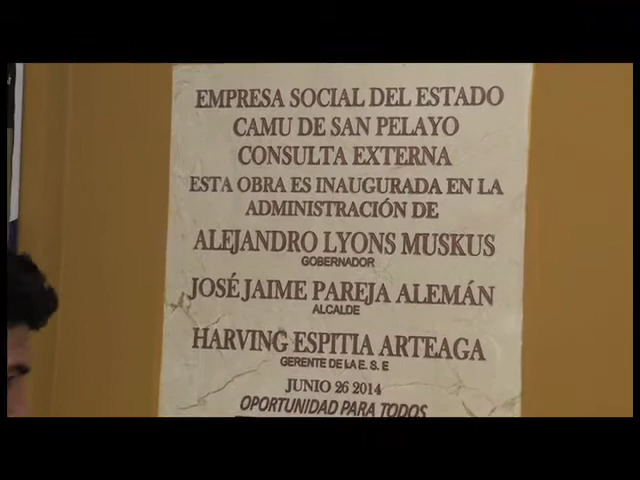 EMPRESA SOCIAL DEL ESTADO
CAMU DE SAN PELAYO
CONSULTA EXTERNA
ESTA OBRA ES INAUGURADA EN LA
ADMINISTRACIÓN DE
ALEJANDRO LYONS MUSKUS
GOBERNADOR
JOSÉ JAIME PAREJA ALEMÁN
ALCALDE
HARVING ESPITIA ARTEAGA
GERENTE DE LA E. S. E
JUNIO 26 2014
OPORTUNIDAD PARA TODOS